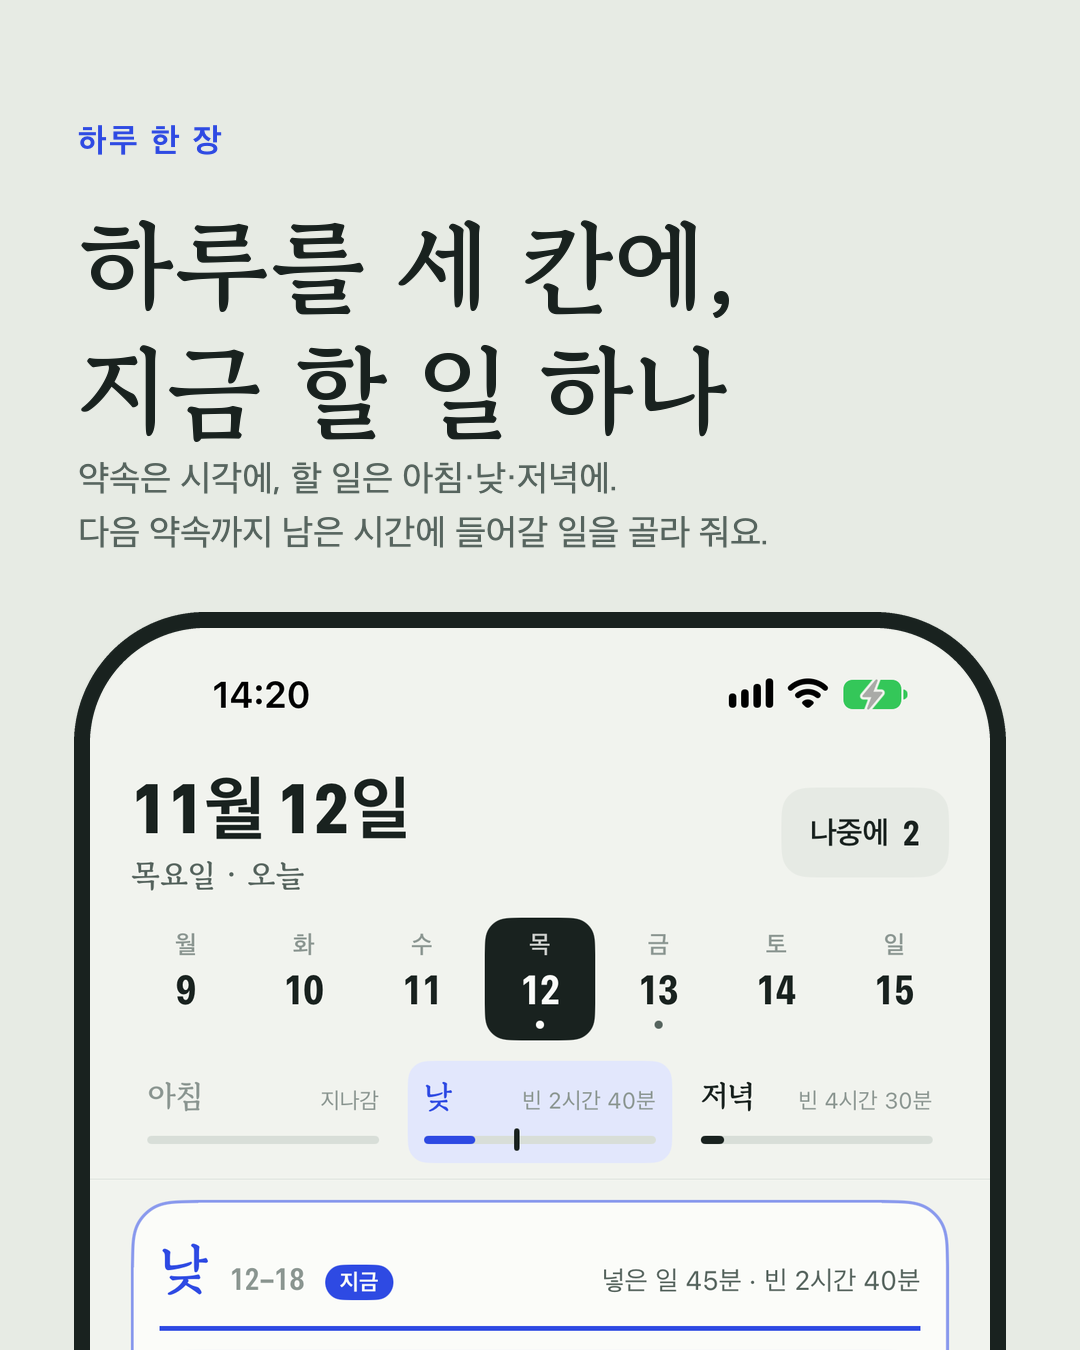 하루 한 장
하루를 세 칸에,
지금 할 일 하나
약속은 시각에, 할 일은 아침·낮·저녁에.
다음 약속까지 남은 시간에 들어갈 일을 골라 줘요.
14:20
11월 12일
나중에 2
목요일 · 오늘
월 화 수 목 금 토 일
9 10 11 12 13 14 15
아침 지나감 낮 빈 2시간 40분 저녁 빈 4시간 30분
낮 12–18 지금 넣은 일 45분 · 빈 2시간 40분